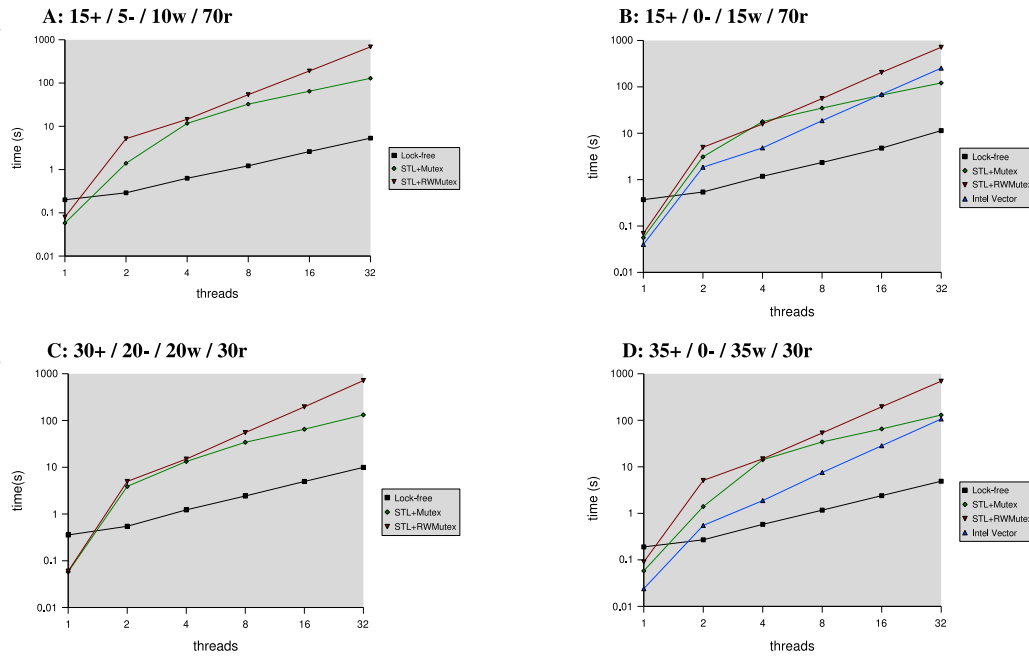 A: 15+ / 5- / 10w / 70r
1000
100
10
1
0.1
0.01
time (s)
1 2 4 8 16 32
threads
Lock-free
STL+Mutex
STL+RWMutex
B: 15+ / 0- / 15w / 70r
1000
100
10
1
0.1
0.01
time (s)
1 2 4 8 16 32
threads
Lock-free
STL+Mutex
STL+RWMutex
Intel Vector
C: 30+ / 20- / 20w / 30r
1000
100
10
1
0.1
0.01
time(s)
1 2 4 8 16 32
threads
Lock-free
STL+Mutex
STL+RWMutex
D: 35+ / 0- / 35w / 30r
1000
100
10
1
0.1
0.01
time(s)
1 2 4 8 16 32
threads
Lock-free
STL+Mutex
STL+RWMutex
Intel Vector